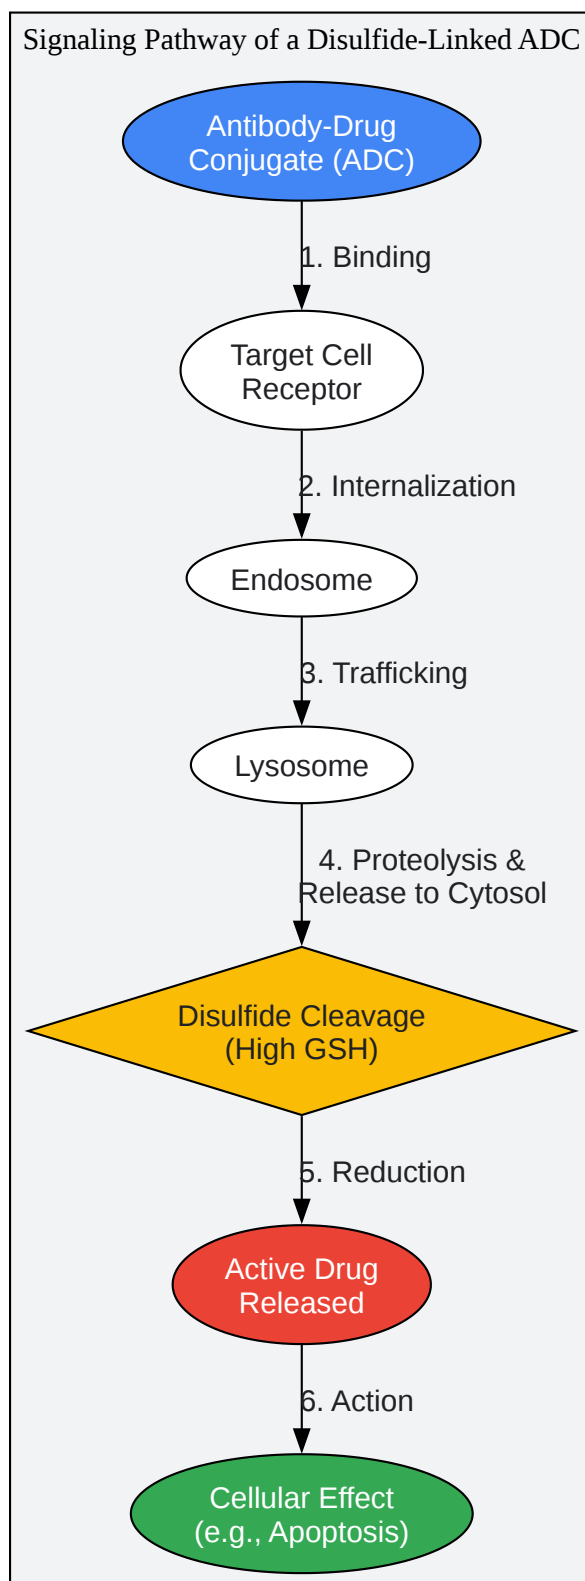 Signaling Pathway of a Disulfide-Linked ADC
Antibody-Drug
Conjugate (ADC)
1. Binding
Target Cell
Receptor
2. Internalization
Endosome
3. Trafficking
Lysosome
4. Proteolysis &
Release to Cytosol
Disulfide Cleavage
(High GSH)
5. Reduction
Active Drug
Released
6. Action
Cellular Effect
(e.g., Apoptosis)